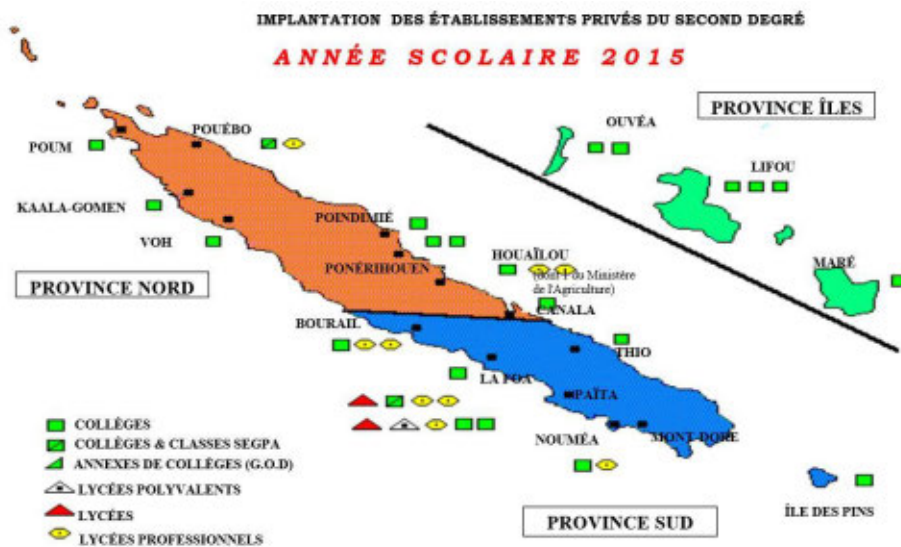 IMPLANTATION DES ÉTABLISSEMENTS PRIVÉS DU SECOND DEGRÉ
ANNÉE SCOLAIRE 2015
PROVINCE ÎLES
OUVÉA
POUÉBO
POUM
LIFOU
KAALA-GOMEN
POINDIMIÉ
VOH
HOUAÏLOU
PONÉRIHOUEN
(dont 1 du Ministère
de l'Agriculture)
MARÉ
PROVINCE NORD
CANALA
BOURAIL
THIO
LA FOA
PAÏTA
NOUMÉA
MONT-DORE
COLLÈGES
COLLÈGES & CLASSES SEGPA
ANNEXES DE COLLÈGES (G.O.D)
LYCÉES POLYVALENTS
LYCÉES
LYCÉES PROFESSIONNELS
PROVINCE SUD
ÎLE DES PINS